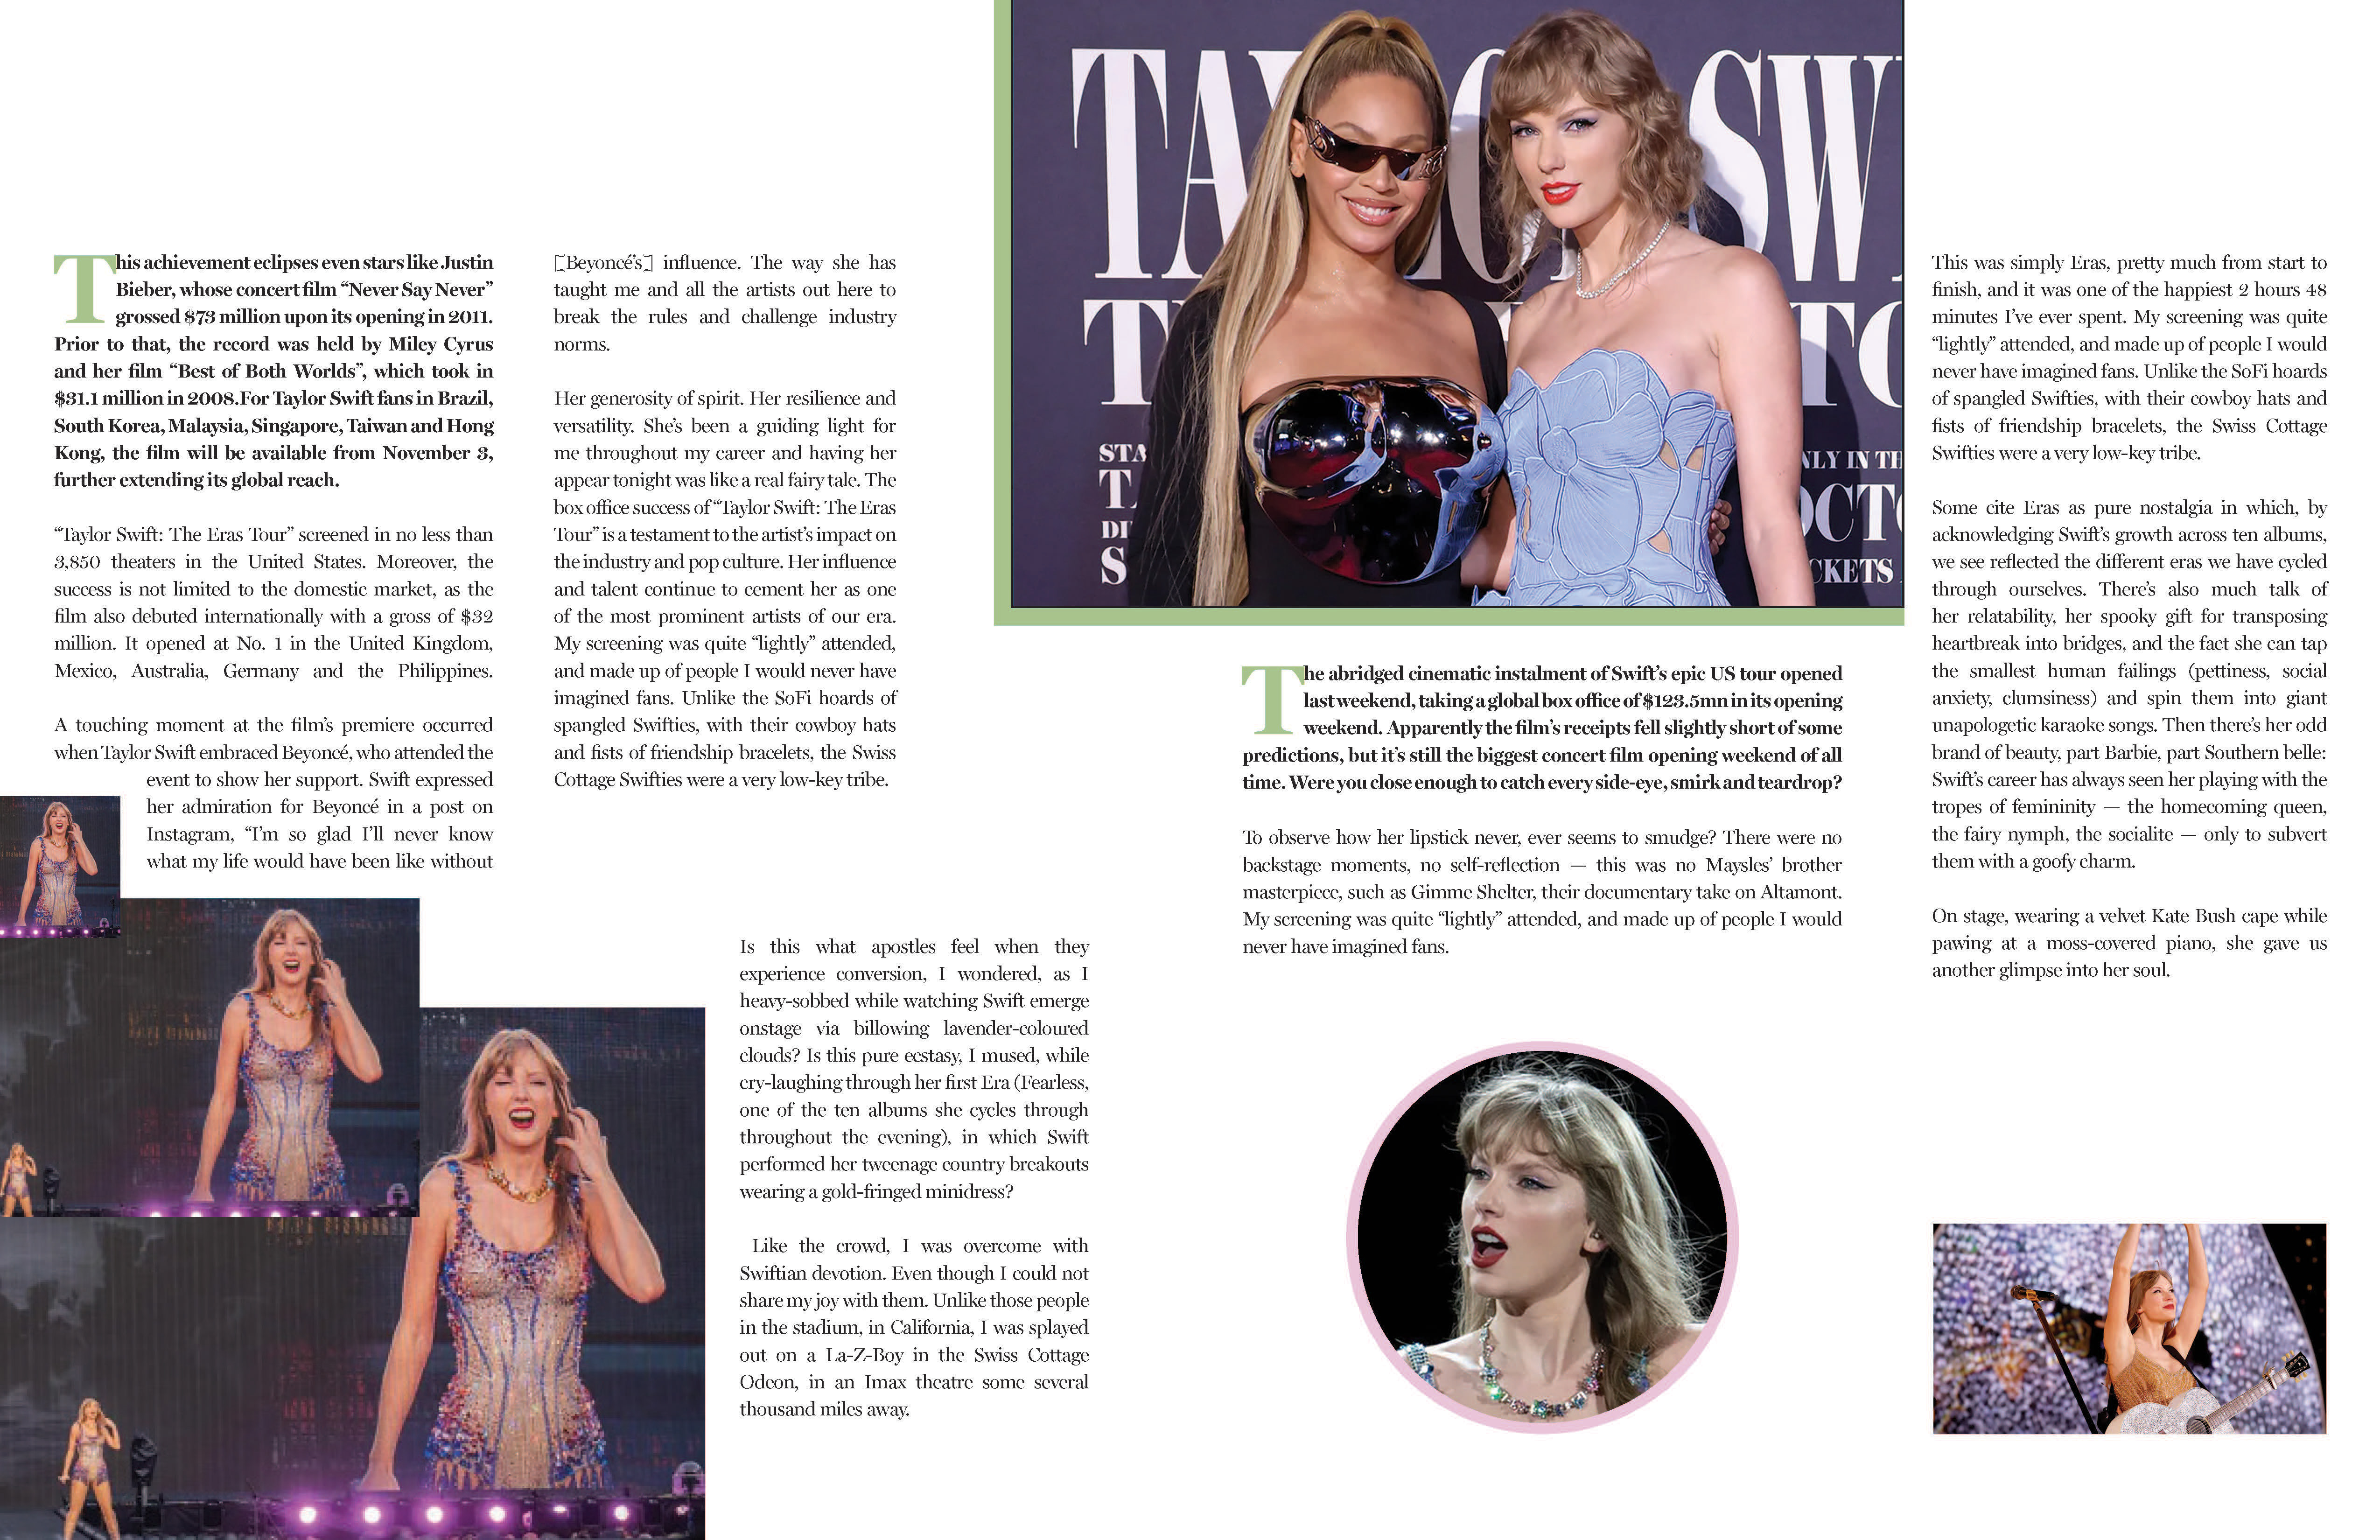 This achievement eclipses even stars like Justin
Bieber, whose concert film “Never Say Never”
grossed $73 million upon its opening in 2011.
Prior to that, the record was held by Miley Cyrus
and her film “Best of Both Worlds”, which took in
$31.1 million in 2008.For Taylor Swift fans in Brazil,
South Korea, Malaysia, Singapore, Taiwan and Hong
Kong, the film will be available from November 3,
further extending its global reach.
“Taylor Swift: The Eras Tour” screened in no less than
3,850 theaters in the United States. Moreover, the
success is not limited to the domestic market, as the
film also debuted internationally with a gross of $32
million. It opened at No. 1 in the United Kingdom,
Mexico, Australia, Germany and the Philippines.
A touching moment at the film’s premiere occurred
when Taylor Swift embraced Beyoncé, who attended the
event to show her support. Swift expressed
her admiration for Beyoncé in a post on
Instagram, “I’m so glad I’ll never know
what my life would have been like without
[Beyoncé’s] influence. The way she has
taught me and all the artists out here to
break the rules and challenge industry
norms.
Her generosity of spirit. Her resilience and
versatility. She’s been a guiding light for
me throughout my career and having her
appear tonight was like a real fairy tale. The
box office success of “Taylor Swift: The Eras
Tour” is a testament to the artist’s impact on
the industry and pop culture. Her influence
and talent continue to cement her as one
of the most prominent artists of our era.
My screening was quite “lightly” attended,
and made up of people I would never have
imagined fans. Unlike the SoFi hoards of
spangled Swifties, with their cowboy hats
and fists of friendship bracelets, the Swiss
Cottage Swifties were a very low-key tribe.
Is this what apostles feel when they
experience conversion, I wondered, as I
heavy-sobbed while watching Swift emerge
onstage via billowing lavender-coloured
clouds? Is this pure ecstasy, I mused, while
cry-laughing through her first Era (Fearless,
one of the ten albums she cycles through
throughout the evening), in which Swift
performed her tweenage country breakouts
wearing a gold-fringed minidress?
Like the crowd, I was overcome with
Swiftian devotion. Even though I could not
share my joy with them. Unlike those people
in the stadium, in California, I was splayed
out on a La-Z-Boy in the Swiss Cottage
Odeon, in an Imax theatre some several
thousand miles away.
TAYLOR SW
T
TO
STA
NLY IN TH
T
OCTO
DI
S
CKETS
The abridged cinematic instalment of Swift’s epic US tour opened
last weekend, taking a global box office of $123.5mn in its opening
weekend. Apparently the film’s receipts fell slightly short of some
predictions, but it’s still the biggest concert film opening weekend of all
time. Were you close enough to catch every side-eye, smirk and teardrop?
To observe how her lipstick never, ever seems to smudge? There were no
backstage moments, no self-reflection — this was no Maysles’ brother
masterpiece, such as Gimme Shelter, their documentary take on Altamont.
My screening was quite “lightly” attended, and made up of people I would
never have imagined fans.
This was simply Eras, pretty much from start to
finish, and it was one of the happiest 2 hours 48
minutes I’ve ever spent. My screening was quite
“lightly” attended, and made up of people I would
never have imagined fans. Unlike the SoFi hoards
of spangled Swifties, with their cowboy hats and
fists of friendship bracelets, the Swiss Cottage
Swifties were a very low-key tribe.
Some cite Eras as pure nostalgia in which, by
acknowledging Swift’s growth across ten albums,
we see reflected the different eras we have cycled
through ourselves. There’s also much talk of
her relatability, her spooky gift for transposing
heartbreak into bridges, and the fact she can tap
the smallest human failings (pettiness, social
anxiety, clumsiness) and spin them into giant
unapologetic karaoke songs. Then there’s her odd
brand of beauty, part Barbie, part Southern belle:
Swift’s career has always seen her playing with the
tropes of femininity — the homecoming queen,
the fairy nymph, the socialite — only to subvert
them with a goofy charm.
On stage, wearing a velvet Kate Bush cape while
pawing at a moss-covered piano, she gave us
another glimpse into her soul.